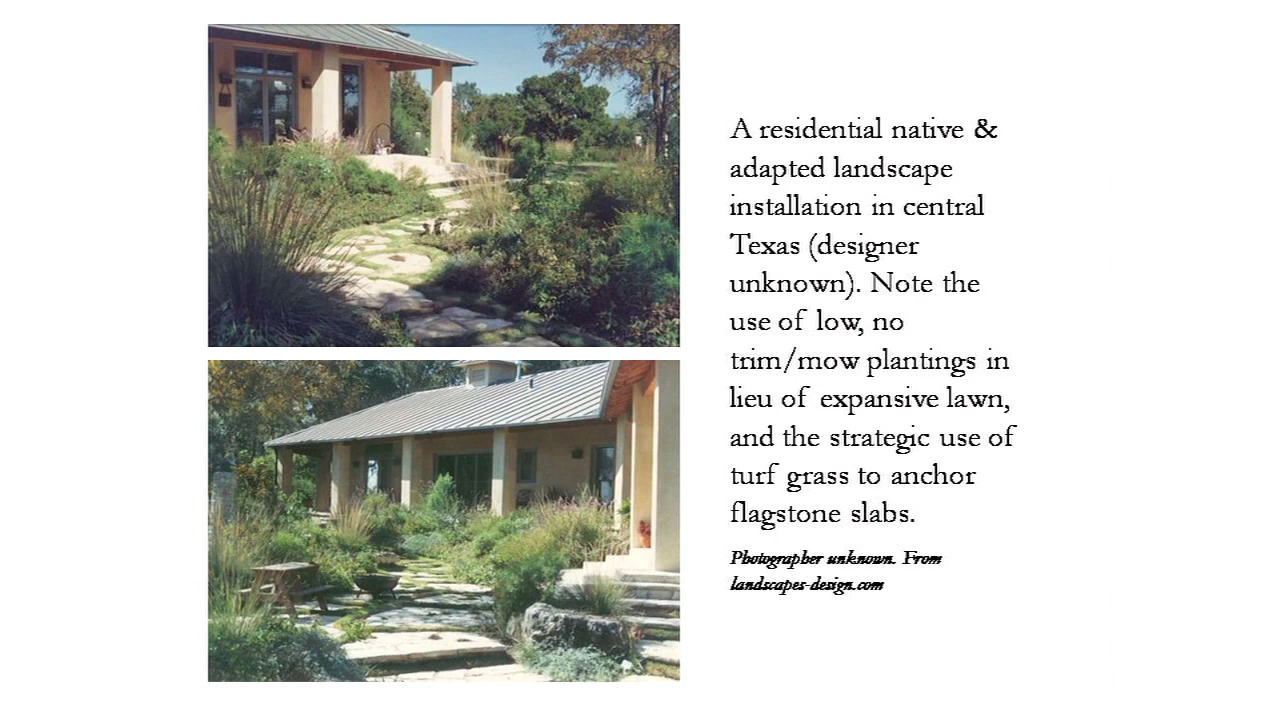 A residential native &
adapted landscape
installation in central
Texas (designer
unknown). Note the
use of low, no
trim/mow plantings in
lieu of expansive lawn,
and the strategic use of
turf grass to anchor
flagstone slabs.
Photographer unknown. From
landscapes-design.com